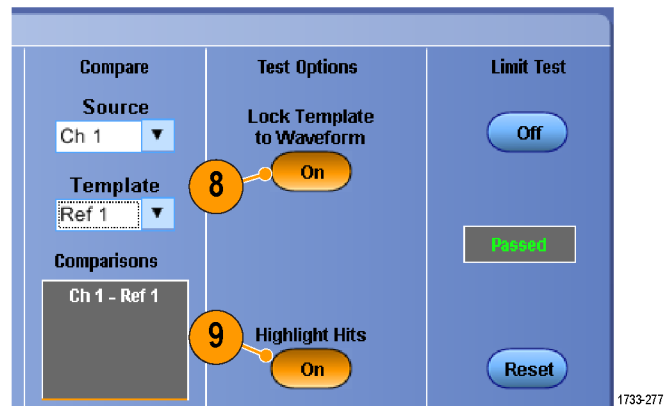 Compare
Source
Ch 1
Template
Ref 1
Comparisons
Ch 1 - Ref 1
Test Options
Lock Template
to Waveform
8
On
9
Highlight Hits
On
Limit Test
Off
Passed
Reset
1733-277